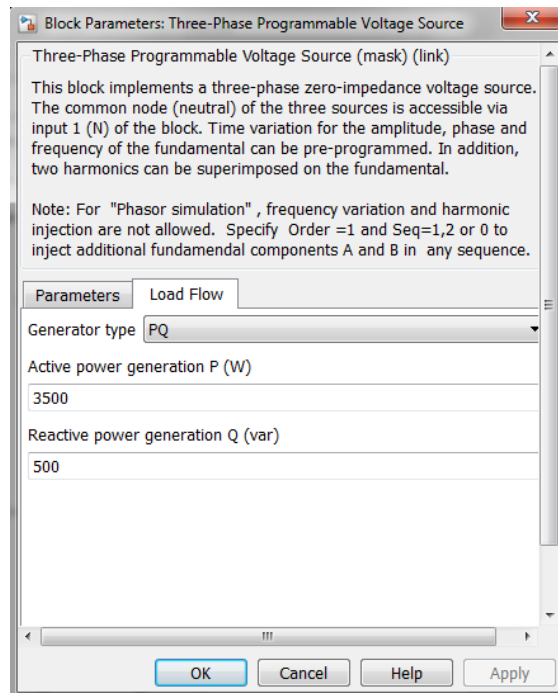 Block Parameters: Three-Phase Programmable Voltage Source
Three-Phase Programmable Voltage Source (mask) (link)
This block implements a three-phase zero-impedance voltage source.
The common node (neutral) of the three sources is accessible via
input 1 (N) of the block. Time variation for the amplitude, phase and
frequency of the fundamental can be pre-programmed. In addition,
two harmonics can be superimposed on the fundamental.
Note: For "Phasor simulation" , frequency variation and harmonic
injection are not allowed. Specify Order =1 and Seq=1,2 or 0 to
inject additional fundamendal components A and B in any sequence.
Parameters Load Flow
Generator type PQ
Active power generation P (W)
3500
Reactive power generation Q (var)
500
OK Cancel Help Apply